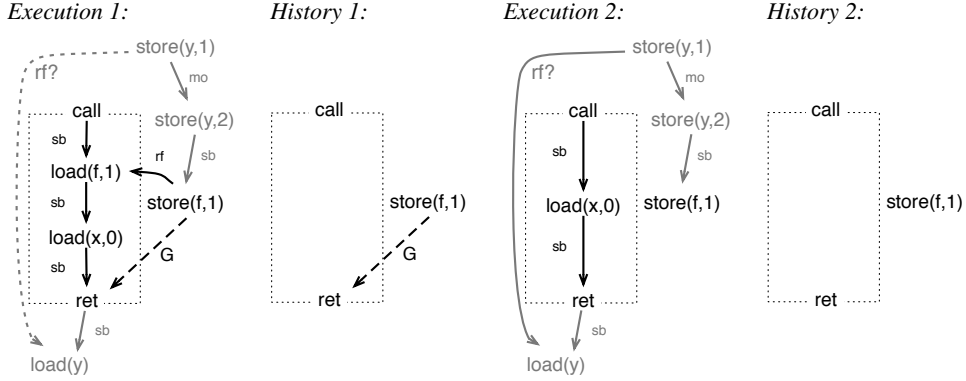 Execution 1:
History 1:
Execution 2:
History 2:
store(y,1)
rf?
mo
call
store(y,2)
sb
rf
sb
load(f,1)
store(f,1)
sb
load(x,0)
G
sb
ret
sb
load(y)
call
store(f,1)
G
ret
store(y,1)
rf?
mo
call
store(y,2)
sb
sb
load(x,0)
store(f,1)
sb
ret
sb
load(y)
call
store(f,1)
ret